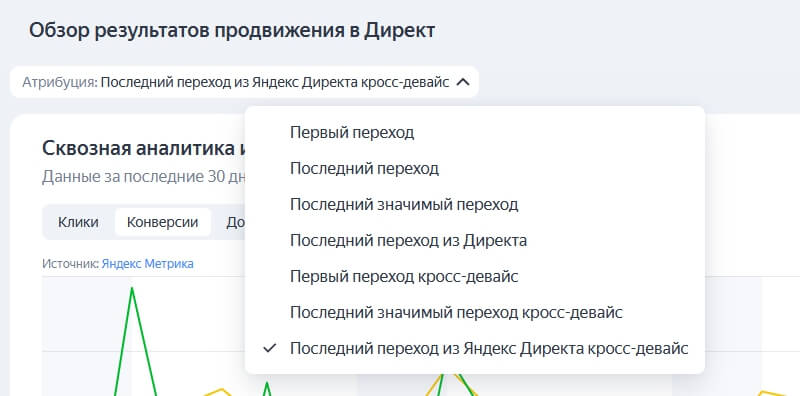 Обзор результатов продвижения в Директ
Атрибуция: Последний переход из Яндекс Директа кросс-девайс
Первый переход
Последний переход
Последний значимый переход
Последний переход из Директа
Первый переход кросс-девайс
Последний значимый переход кросс-девайс
Последний переход из Яндекс Директа кросс-девайс
Сквозная аналитика и
Данные за последние 30 дн
Клики
Конверсии
До
Источник: Яндекс Метрика